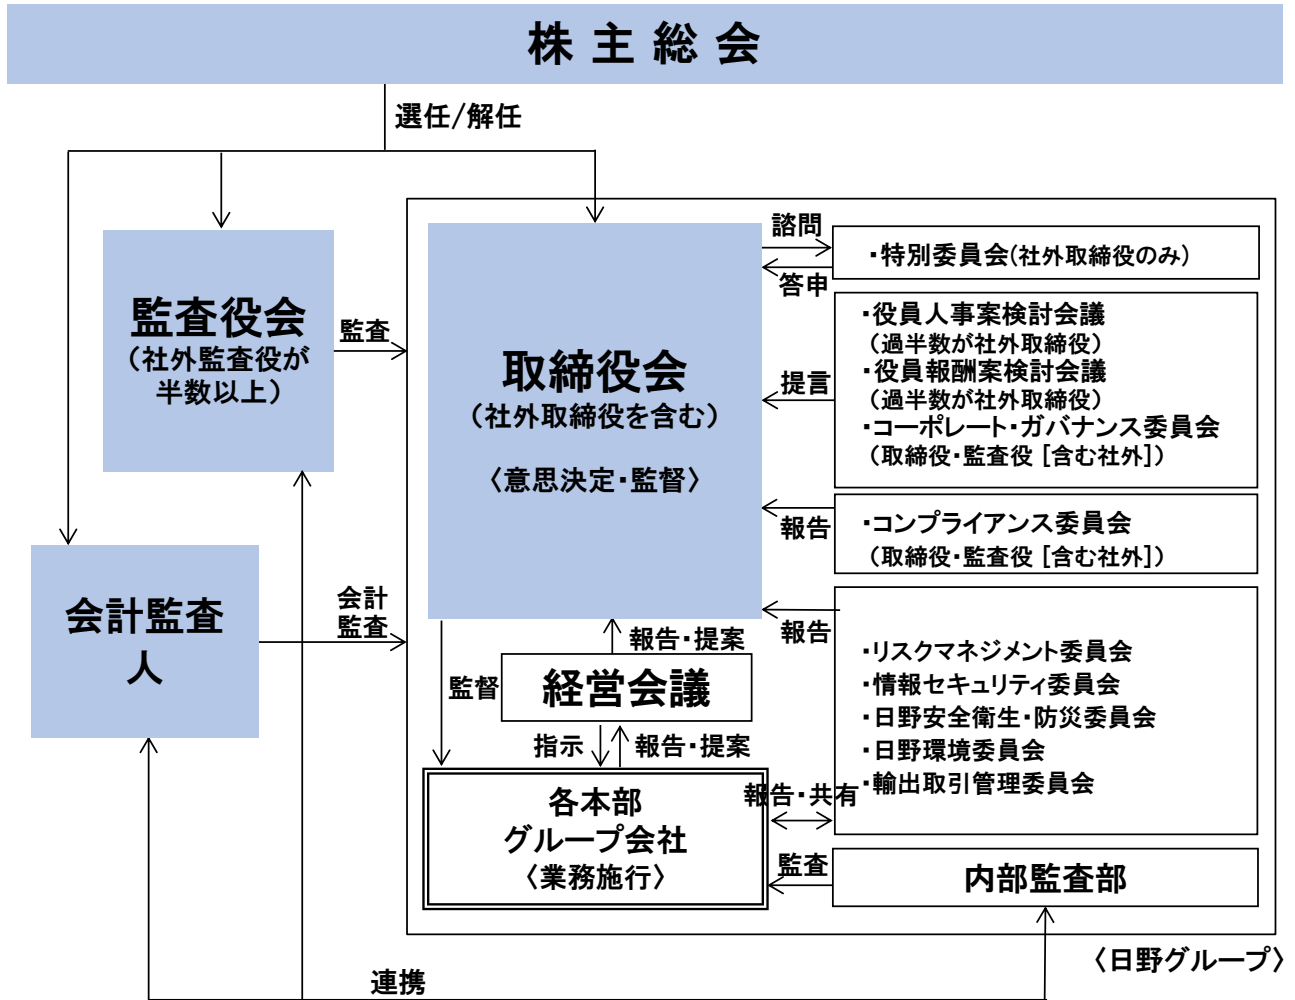 株主総会
選任/解任
監査役会
（社外監査役が
半数以上）
監査
会計監査
人
会計
監査
取締役会
（社外取締役を含む）
〈意思決定・監督〉
諮問
答申
・特別委員会（社外取締役のみ）
提言
・役員人事案検討会議
（過半数が社外取締役）
・役員報酬案検討会議
（過半数が社外取締役）
・コーポレート・ガバナンス委員会
（取締役・監査役［含む社外］）
報告
・コンプライアンス委員会
（取締役・監査役［含む社外］）
報告
・リスクマネジメント委員会
・情報セキュリティ委員会
・日野安全衛生・防災委員会
・日野環境委員会
・輸出取引管理委員会
報告・提案
監督
経営会議
指示
報告・提案
各本部
グループ会社
〈業務施行〉
報告・共有
監査
内部監査部
〈日野グループ〉
連携